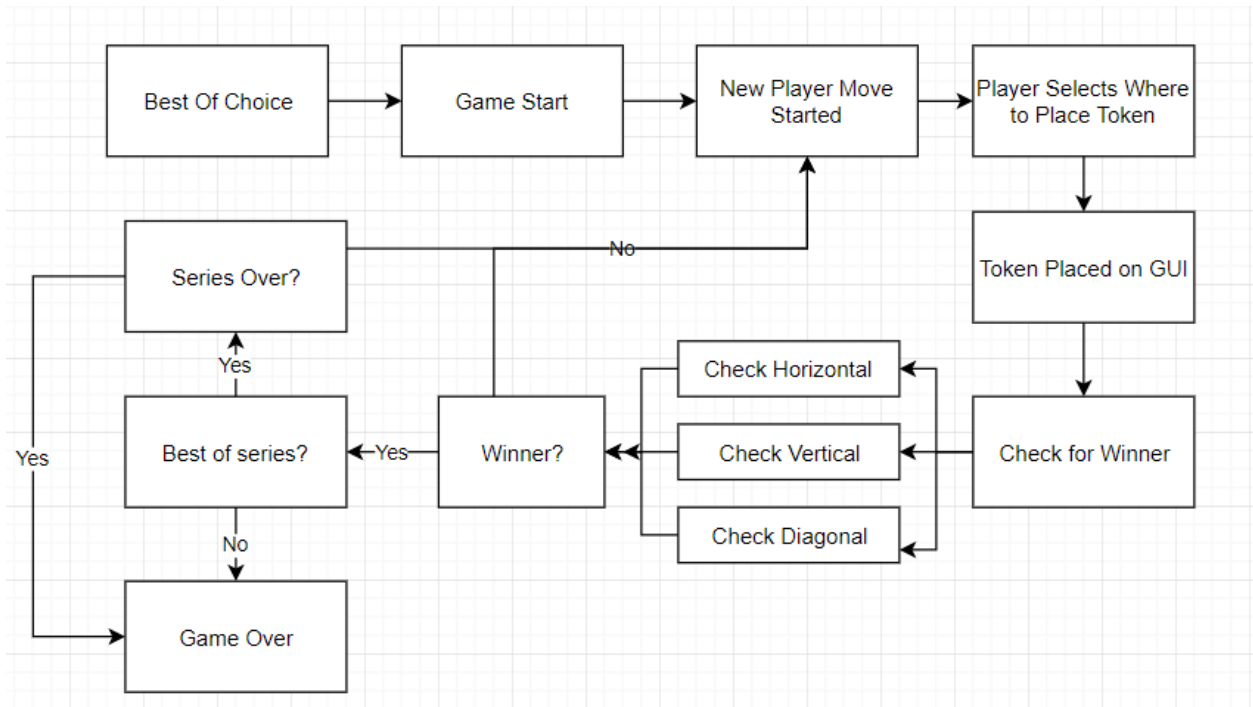 Best Of Choice
Game Start
New Player Move
Started
Player Selects Where
to Place Token
Series Over?
No
Token Placed on GUI
Yes
Check Horizontal
Yes
Best of series?
Yes
Winner?
Check Vertical
Check for Winner
Check Diagonal
No
Game Over